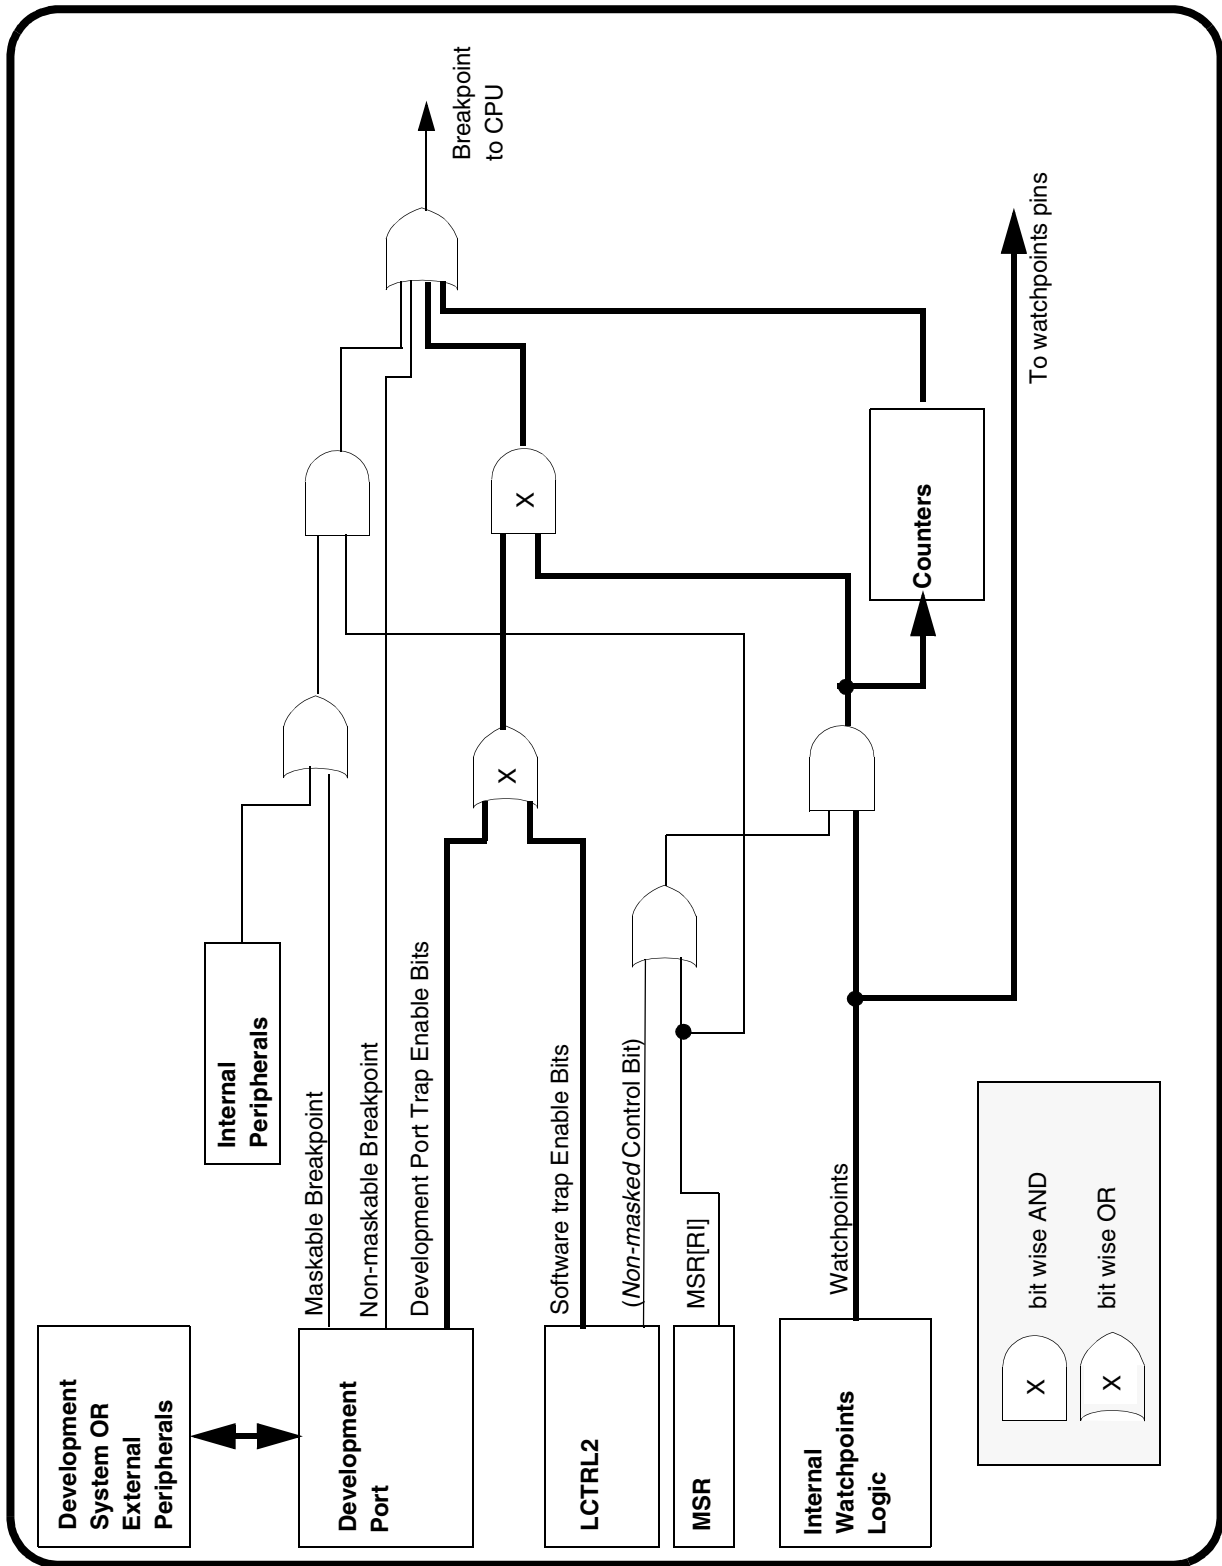 Development
System OR
External
Peripherals
Development
Port
LCTRL2
MSR
Internal
Watchpoints
Logic
Internal
Peripherals
Maskable Breakpoint
Non-maskable Breakpoint
Development Port Trap Enable Bits
Software trap Enable Bits
(Non-masked Control Bit)
MSR[RI]
Watchpoints
X
X
Counters
Breakpoint
to CPU
To watchpoints pins
X
bit wise AND
X
bit wise OR